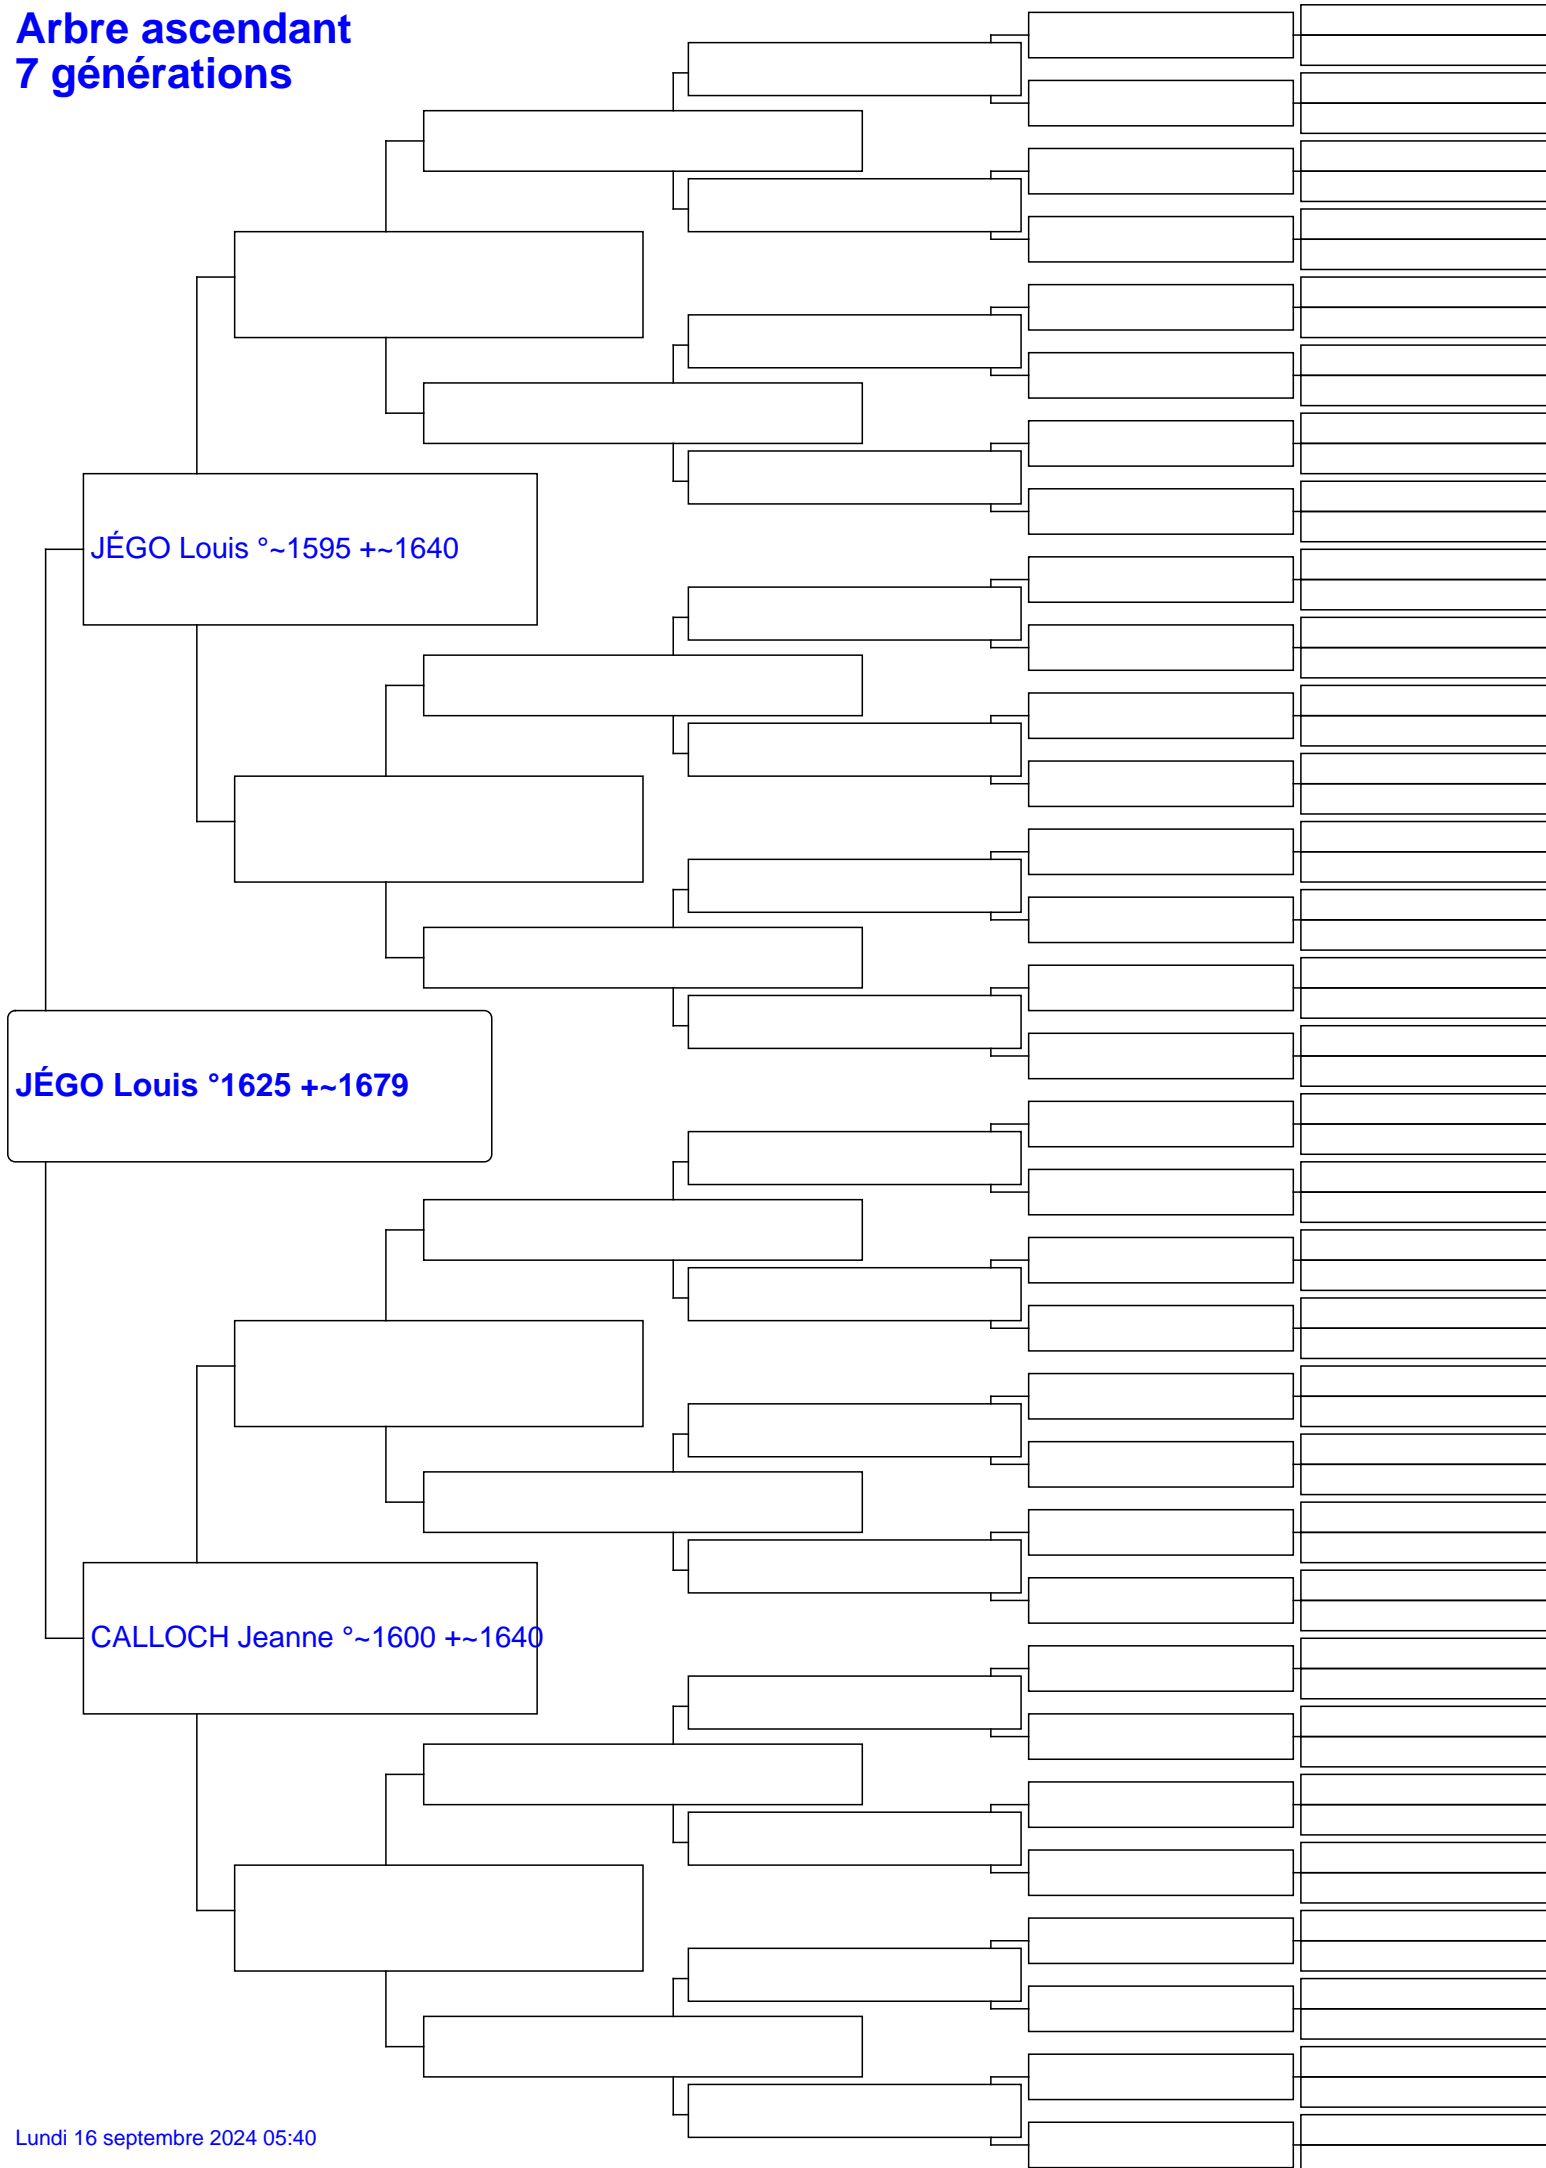 Arbre ascendant
7 générations
JÉGO Louis °~1595 +~1640
JÉGO Louis °1625 +~1679
CALLOCH Jeanne °~1600 +~1640
Lundi 16 septembre 2024 05:40